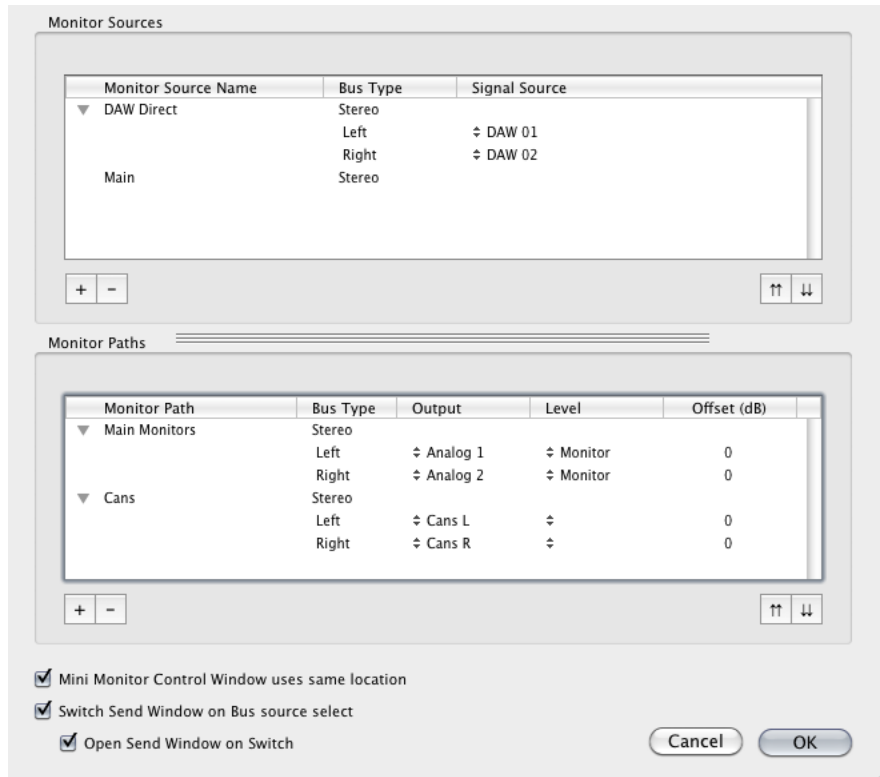 Monitor Sources
Monitor Source Name Bus Type Signal Source
DAW Direct Stereo
Left DAW 01
Right DAW 02
Main Stereo
+ -
Monitor Paths
Monitor Path Bus Type Output Level Offset (dB)
Main Monitors Stereo
Left Analog 1 Monitor 0
Right Analog 2 Monitor 0
Cans Stereo
Left Cans L 0
Right Cans R 0
+ -
Mini Monitor Control Window uses same location
Switch Send Window on Bus source select
Open Send Window on Switch
Cancel OK